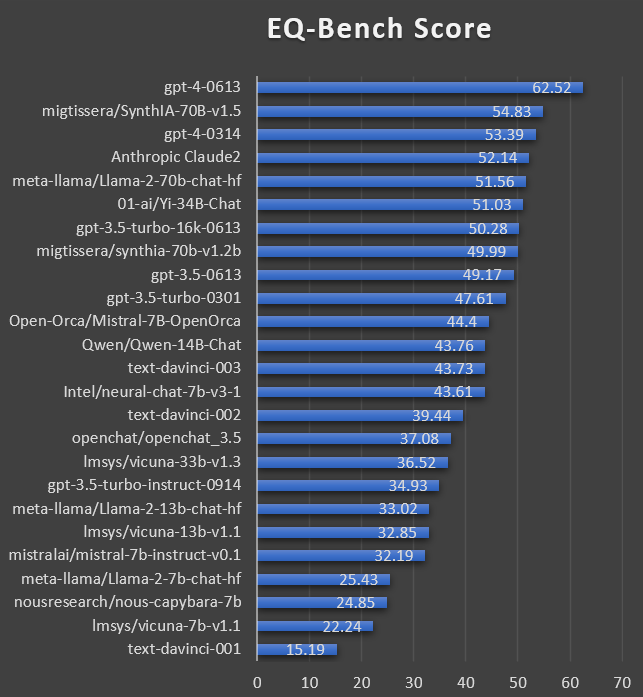 EQ-Bench Score
gpt-4-0613 62.52
migtissera/SynthIA-70B-v1.5 54.83
gpt-4-0314 53.39
Anthropic Claude2 52.14
meta-llama/Llama-2-70b-chat-hf 51.56
01-ai/Yi-34B-Chat 51.03
gpt-3.5-turbo-16k-0613 50.28
migtissera/synthia-70b-v1.2b 49.99
gpt-3.5-0613 49.17
gpt-3.5-turbo-0301 47.61
Open-Orca/Mistral-7B-OpenOrca 44.4
Qwen/Qwen-14B-Chat 43.76
text-davinci-003 43.73
Intel/neural-chat-7b-v3-1 43.61
text-davinci-002 39.44
openchat/openchat_3.5 37.08
lmsys/vicuna-33b-v1.3 36.52
gpt-3.5-turbo-instruct-0914 34.93
meta-llama/Llama-2-13b-chat-hf 33.02
lmsys/vicuna-13b-v1.1 32.85
mistralai/mistral-7b-instruct-v0.1 32.19
meta-llama/Llama-2-7b-chat-hf 25.43
nousresearch/nous-capybara-7b 24.85
lmsys/vicuna-7b-v1.1 22.24
text-davinci-001 15.19
0 10 20 30 40 50 60 70